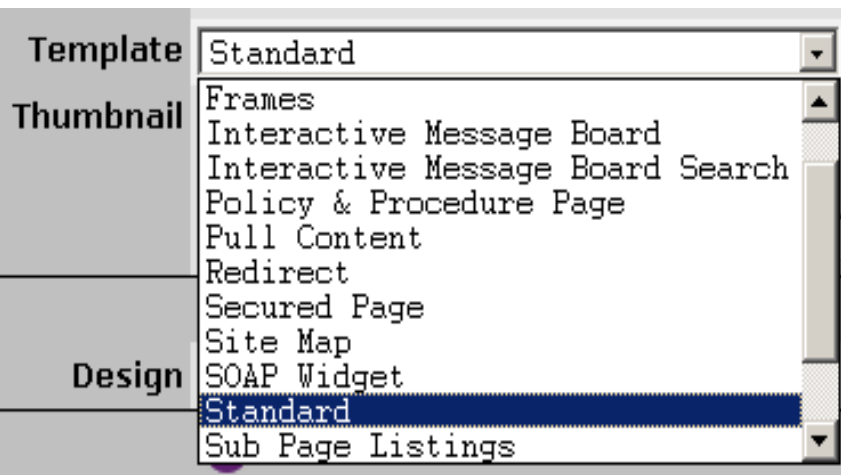 Template Standard
Frames
Thumbnail
Interactive Message Board
Interactive Message Board Search
Policy & Procedure Page
Pull Content
Redirect
Secured Page
Site Map
Design SOAP Widget
Standard
Sub Page Listings